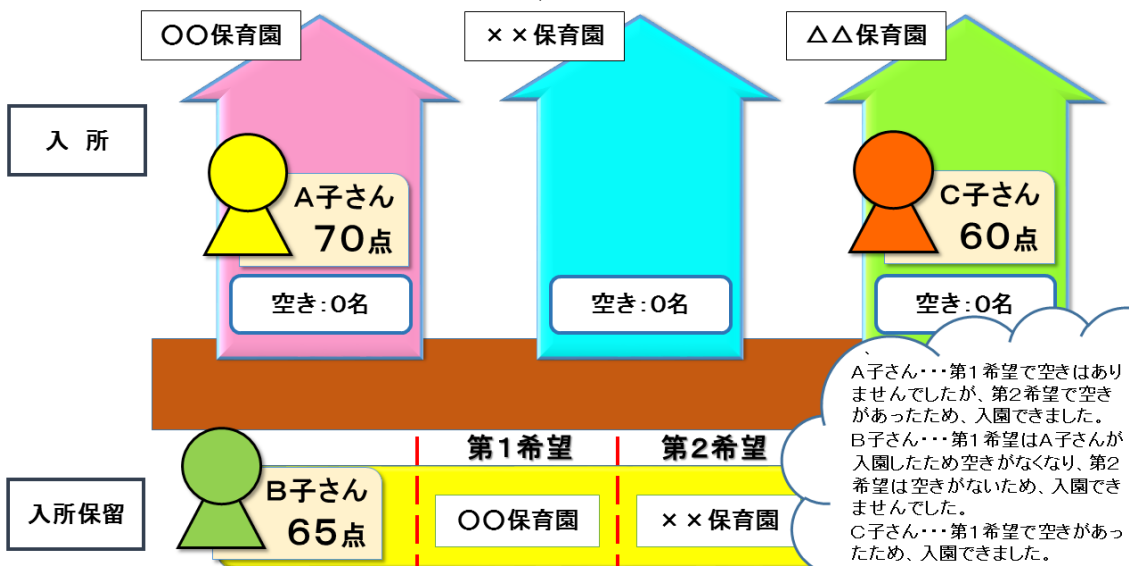 〇〇保育園
××保育園
△△保育園
入 所
A子さん
70点
C子さん
60点
空き:0名
空き:0名
空き:0名
A子さん・・・第1希望で空きはあり
ませんでしたが、第2希望で空き
があったため、入園できました。
B子さん・・・第1希望はA子さんが
入園したため空きがなくなり、第2
希望は空きがないため、入園でき
ませんでした。
C子さん・・・第1希望で空きがあっ
たため、入園できました。
第1希望
第2希望
入所保留
B子さん
65点
〇〇保育園
××保育園